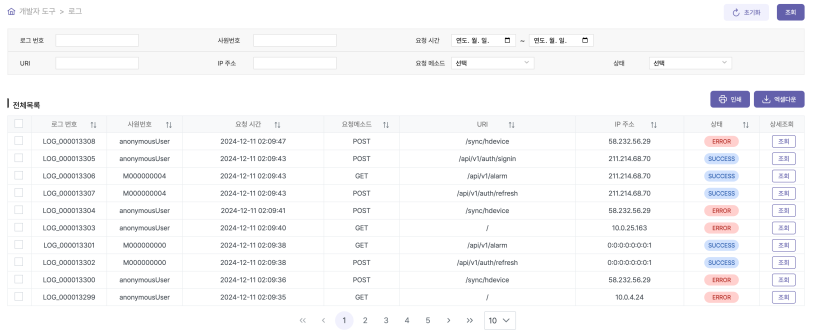 개발자 도구 > 로그
초기화 조회
로그 번호 사원번호 요청 시간 연도. 월. 일. ~ 연도. 월. 일.
URI IP 주소 요청 메소드 선택 상태 선택
전체목록 인쇄 엑셀다운
로그 번호 사원번호 요청 시간 요청메소드 URI IP 주소 상태 상세조회
LOG_000013308 anonymousUser 2024-12-11 02:09:47 POST /sync/hdevice 58.232.56.29 ERROR 조회
LOG_000013305 anonymousUser 2024-12-11 02:09:43 POST /api/v1/auth/signin 211.214.68.70 SUCCESS 조회
LOG_000013306 M000000004 2024-12-11 02:09:43 GET /api/v1/alarm 211.214.68.70 SUCCESS 조회
LOG_000013307 M000000004 2024-12-11 02:09:43 POST /api/v1/auth/refresh 211.214.68.70 SUCCESS 조회
LOG_000013304 anonymousUser 2024-12-11 02:09:41 POST /sync/hdevice 58.232.56.29 ERROR 조회
LOG_000013303 anonymousUser 2024-12-11 02:09:40 GET / 10.0.25.163 ERROR 조회
LOG_000013301 M000000000 2024-12-11 02:09:38 GET /api/v1/alarm 0:0:0:0:0:0:0:1 SUCCESS 조회
LOG_000013302 M000000000 2024-12-11 02:09:38 POST /api/v1/auth/refresh 0:0:0:0:0:0:0:1 SUCCESS 조회
LOG_000013300 anonymousUser 2024-12-11 02:09:36 POST /sync/hdevice 58.232.56.29 ERROR 조회
LOG_000013299 anonymousUser 2024-12-11 02:09:35 GET / 10.0.4.24 ERROR 조회
<< < 1 2 3 4 5 > >> 10